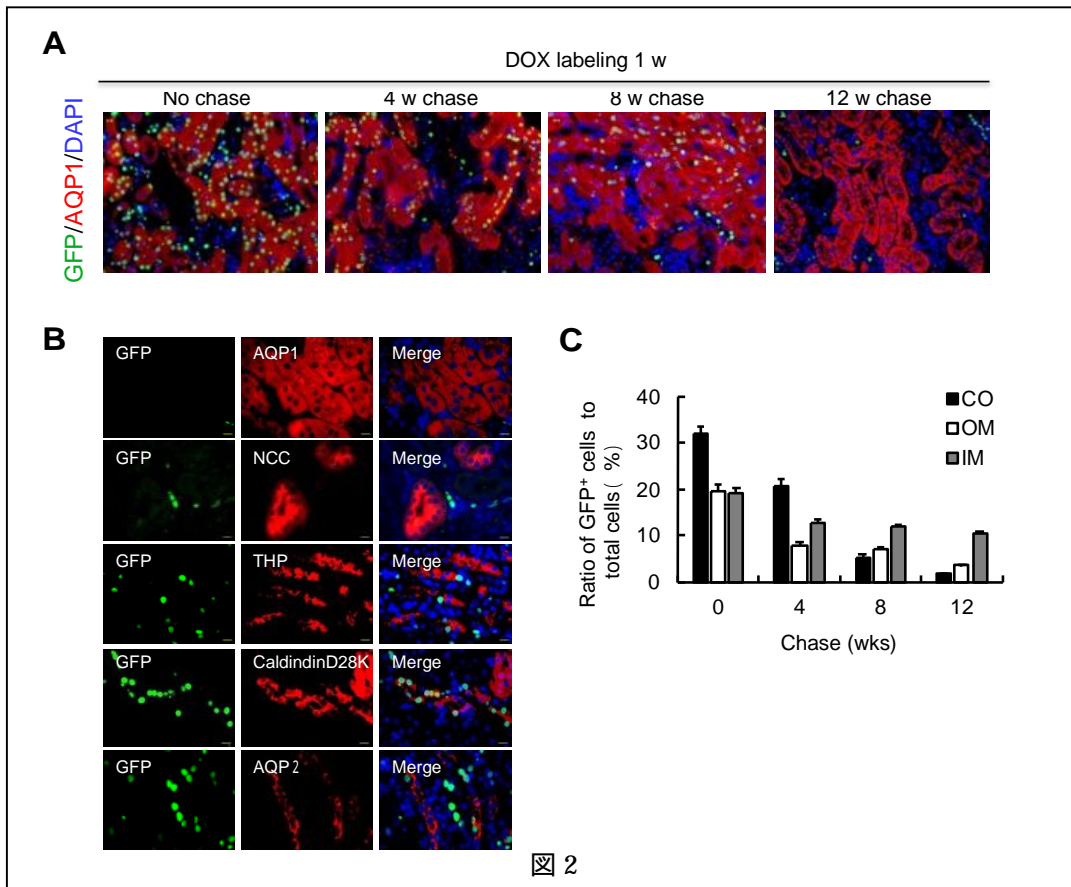 A
DOX labeling 1 w
No chase
4 w chase
8 w chase
12 w chase
GFP/AQP1/DAPI
B
GFP
AQP1
Merge
GFP
NCC
Merge
GFP
THP
Merge
GFP
CaldindinD28K
Merge
GFP
AQP2
Merge
C
Ratio of GFP+ cells to
total cells( %)
40
30
20
10
0
CO
OM
IM
0
4
8
12
Chase (wks)
図 2